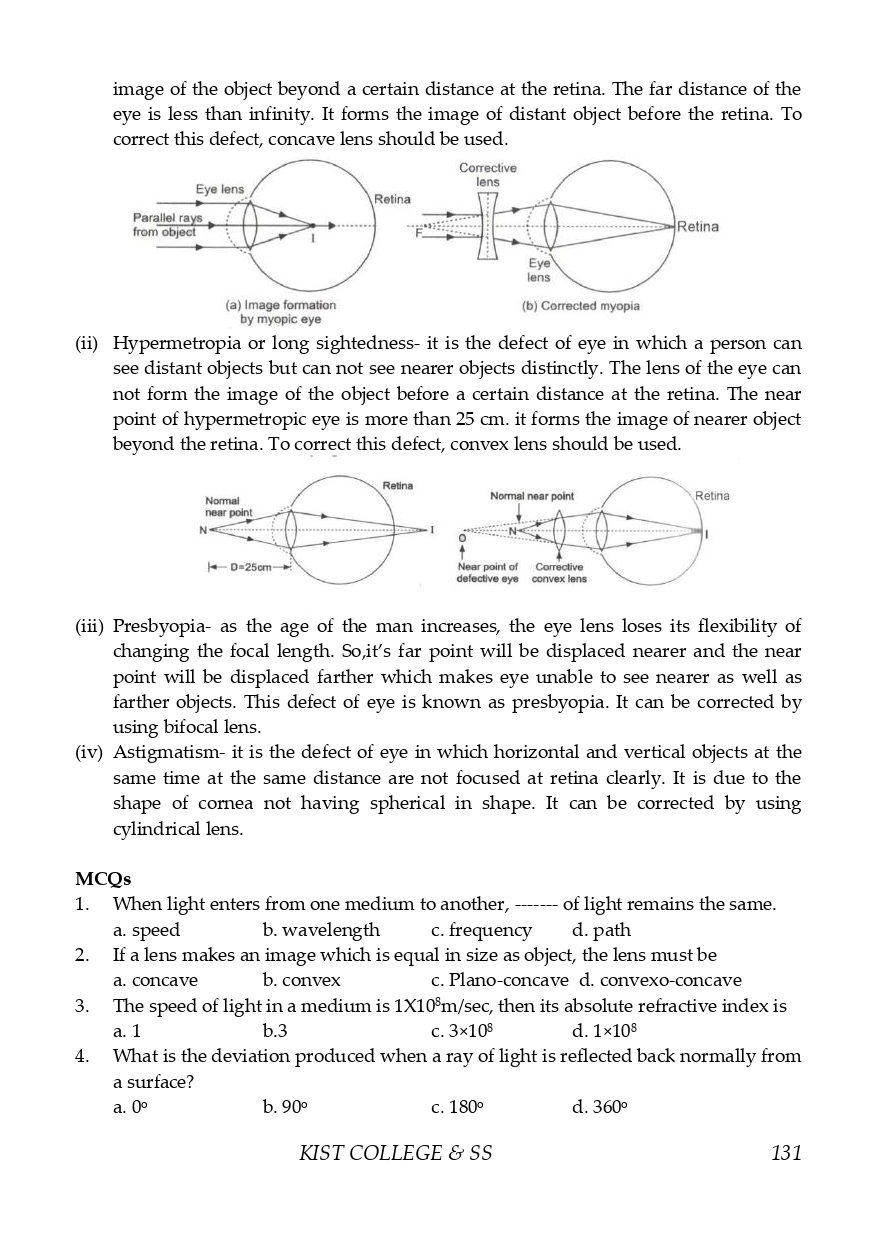 image of the object beyond a certain distance at the retina. The far distance of the
eye is less than infinity. It forms the image of distant object before the retina. To
correct this defect, concave lens should be used.
Eye lens
Retina
Parallel rays
from object
I
(a) Image formation
by myopic eye
Corrective
lens
F
Retina
Eye
lens
(b) Corrected myopia
(ii) Hypermetropia or long sightedness- it is the defect of eye in which a person can
see distant objects but can not see nearer objects distinctly. The lens of the eye can
not form the image of the object before a certain distance at the retina. The near
point of hypermetropic eye is more than 25 cm. it forms the image of nearer object
beyond the retina. To correct this defect, convex lens should be used.
Retina
Normal
near point
N
I
D=25cm
Normal near point
Retina
O
N
I
Near point of
defective eye
Corrective
convex lens
(iii) Presbyopia- as the age of the man increases, the eye lens loses its flexibility of
changing the focal length. So,it's far point will be displaced nearer and the near
point will be displaced farther which makes eye unable to see nearer as well as
farther objects. This defect of eye is known as presbyopia. It can be corrected by
using bifocal lens.
(iv) Astigmatism- it is the defect of eye in which horizontal and vertical objects at the
same time at the same distance are not focused at retina clearly. It is due to the
shape of cornea not having spherical in shape. It can be corrected by using
cylindrical lens.
MCQs
1. When light enters from one medium to another, ------- of light remains the same.
a. speed b. wavelength c. frequency d. path
2. If a lens makes an image which is equal in size as object, the lens must be
a. concave b. convex c. Plano-concave d. convexo-concave
3. The speed of light in a medium is 1X10⁸m/sec, then its absolute refractive index is
a. 1 b.3 c. 3×10⁸ d. 1×10⁸
4. What is the deviation produced when a ray of light is reflected back normally from
a surface?
a. 0º b. 90º c. 180º d. 360º
KIST COLLEGE & SS 131